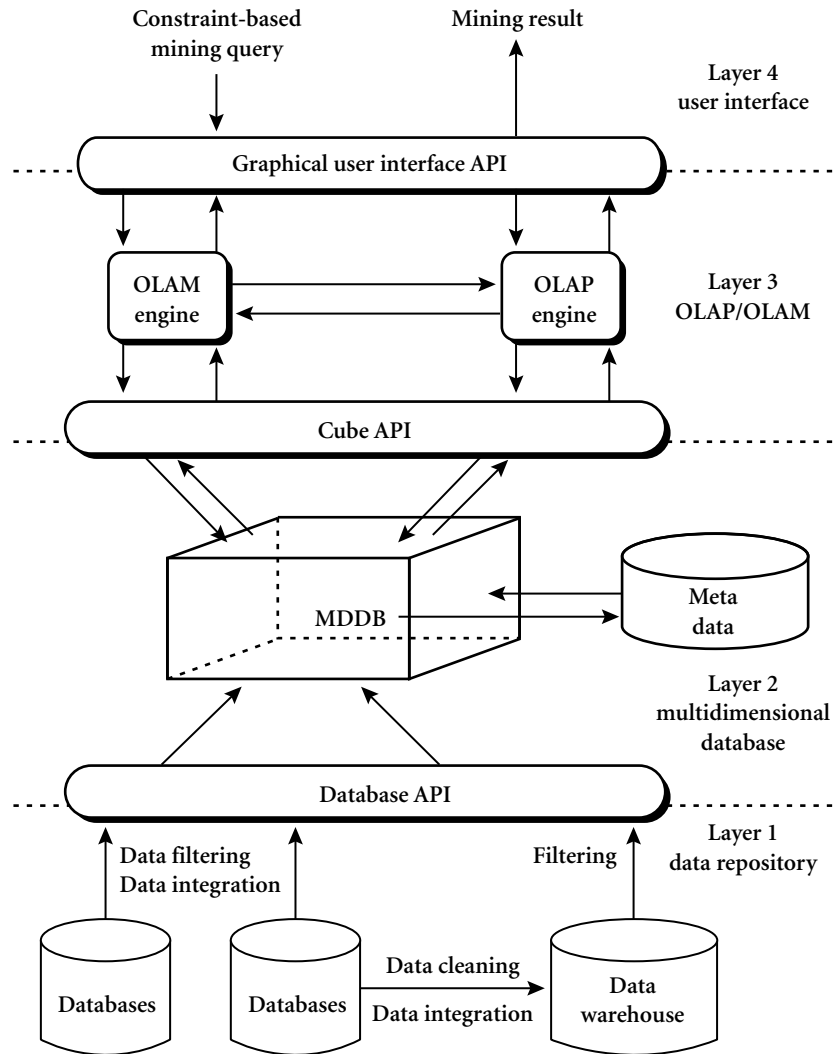 Constraint-based
mining query
Mining result
Layer 4
user interface
Graphical user interface API
OLAM
engine
OLAP
engine
Layer 3
OLAP/OLAM
Cube API
MDDB
Meta
data
Layer 2
multidimensional
database
Database API
Layer 1
data repository
Data filtering
Data integration
Filtering
Databases
Databases
Data cleaning
Data integration
Data
warehouse